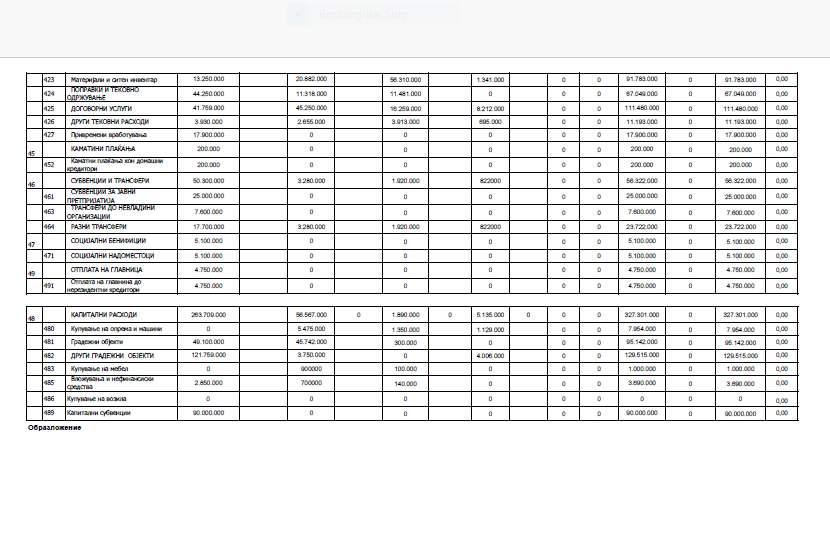 Rectangular Snip
423 Материјали и ситен инвентар 13.250.000 20.882.000 56.310.000 1.341.000 0 0 91.783.000 0 91.783.000 0,00
424 ПОПРАВКИ И ТЕКОВНО ОДРЖУВАЊЕ 44.250.000 11.318.000 11.481.000 0 0 0 67.049.000 0 67.049.000 0,00
425 ДОГОВОРНИ УСЛУГИ 41.759.000 45.250.000 16.259.000 8.212.000 0 0 111.480.000 0 111.480.000 0,00
426 ДРУГИ ТЕКОВНИ РАСХОДИ 3.930.000 2.655.000 3.913.000 695.000 0 0 11.193.000 0 11.193.000 0,00
427 Привремени вработувања 17.900.000 0 0 0 0 0 17.900.000 0 17.900.000 0,00
45 КАМАТИНИ ПЛАЌАЊА 200.000 0 0 0 0 0 200.000 0 200.000 0,00
452 Каматни плаќања кон домашни кредитори 200.000 0 0 0 0 0 200.000 0 200.000 0,00
46 СУБВЕНЦИИ И ТРАНСФЕРИ 50.300.000 3.280.000 1.920.000 822000 0 0 56.322.000 0 56.322.000 0,00
461 СУБВЕНЦИИ ЗА ЈАВНИ ПРЕТПРИЈАТИЈА 25.000.000 0 0 0 0 0 25.000.000 0 25.000.000 0,00
463 ТРАНСФЕРИ ДО НЕВЛАДИНИ ОРГАНИЗАЦИИ 7.600.000 0 0 0 0 0 7.600.000 0 7.600.000 0,00
464 РАЗНИ ТРАНСФЕРИ 17.700.000 3.280.000 1.920.000 822000 0 0 23.722.000 0 23.722.000 0,00
47 СОЦИЈАЛНИ БЕНИФИЦИИ 5.100.000 0 0 0 0 0 5.100.000 0 5.100.000 0,00
471 СОЦИЈАЛНИ НАДОМЕСТОЦИ 5.100.000 0 0 0 0 0 5.100.000 0 5.100.000 0,00
49 ОТПЛАТА НА ГЛАВНИЦА 4.750.000 0 0 0 0 0 4.750.000 0 4.750.000 0,00
491 Отплата на главнина до нерезидентни кредитори 4.750.000 0 0 0 0 0 4.750.000 0 4.750.000 0,00
48 КАПИТАЛНИ РАСХОДИ 263.709.000 56.567.000 0 1.890.000 0 5.135.000 0 0 0 327.301.000 0 327.301.000 0,00
480 Купување на опрема и машини 0 5.475.000 1.350.000 1.129.000 0 0 7.954.000 0 7.954.000 0,00
481 Градежни објекти 49.100.000 45.742.000 300.000 0 0 0 95.142.000 0 95.142.000 0,00
482 ДРУГИ ГРАДЕЖНИ ОБЈЕКТИ 121.759.000 3.750.000 0 4.006.000 0 0 129.515.000 0 129.515.000 0,00
483 Купување на мебел 0 900000 100.000 0 0 0 1.000.000 0 1.000.000 0,00
485 Вложувања и нефинансиски средства 2.850.000 700000 140.000 0 0 0 3.690.000 0 3.690.000 0,00
486 Купување на возила 0 0 0 0 0 0 0 0 0 0,00
489 Капитални субвенции 90.000.000 0 0 0 0 0 90.000.000 0 90.000.000 0,00
Образложение